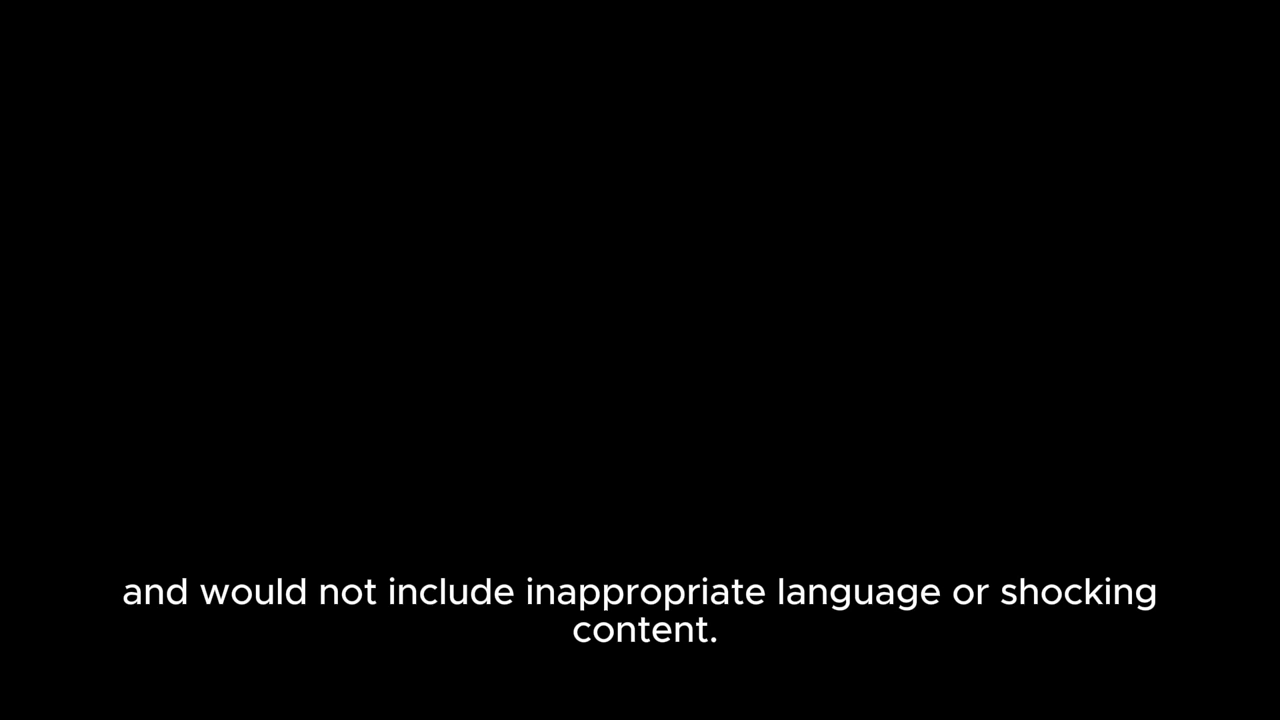 and would not include inappropriate language or shocking
content.